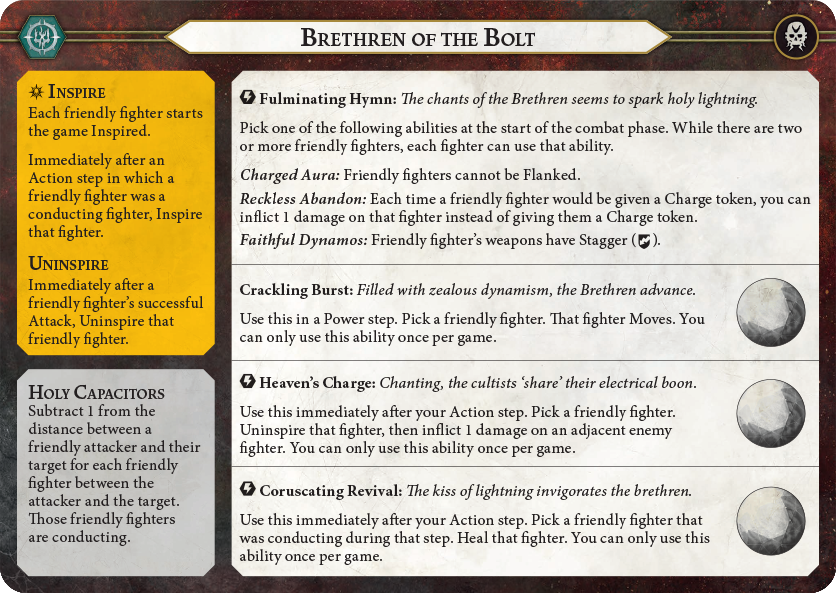 Brethren of the Bolt
Inspire
Each friendly fighter starts
the game Inspired.
Immediately after an
Action step in which a
friendly fighter was a
conducting fighter, Inspire
that fighter.
Uninspire
Immediately after a
friendly fighter's successful
Attack, Uninspire that
friendly fighter.
Holy Capacitors
Subtract 1 from the
distance between a
friendly attacker and their
target for each friendly
fighter between the
attacker and the target.
Those friendly fighters
are conducting.
Fulminating Hymn: The chants of the Brethren seems to spark holy lightning.
Pick one of the following abilities at the start of the combat phase. While there are two
or more friendly fighters, each fighter can use that ability.
Charged Aura: Friendly fighters cannot be Flanked.
Reckless Abandon: Each time a friendly fighter would be given a Charge token, you can
inflict 1 damage on that fighter instead of giving them a Charge token.
Faithful Dynamos: Friendly fighter's weapons have Stagger ( ).
Crackling Burst: Filled with zealous dynamism, the Brethren advance.
Use this in a Power step. Pick a friendly fighter. That fighter Moves. You
can only use this ability once per game.
Heaven's Charge: Chanting, the cultists 'share' their electrical boon.
Use this immediately after your Action step. Pick a friendly fighter.
Uninspire that fighter, then inflict 1 damage on an adjacent enemy
fighter. You can only use this ability once per game.
Coruscating Revival: The kiss of lightning invigorates the brethren.
Use this immediately after your Action step. Pick a friendly fighter that
was conducting during that step. Heal that fighter. You can only use this
ability once per game.